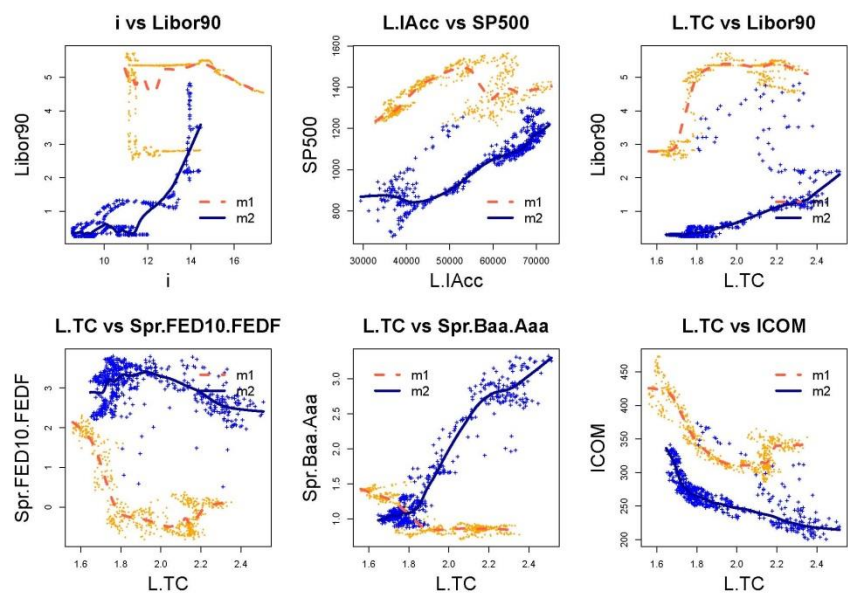 i vs Libor90
Libor90
5
4
3
2
1
10 12 14 16
i
m1
m2
L.IAcc vs SP500
SP500
1600
1400
1200
1000
800
30000 40000 50000 60000 70000
L.IAcc
m1
m2
L.TC vs Libor90
Libor90
5
4
3
2
1
1.6 1.8 2.0 2.2 2.4
L.TC
m1
m2
L.TC vs Spr.FED10.FEDF
Spr.FED10.FEDF
3
2
1
0
1.6 1.8 2.0 2.2 2.4
L.TC
m1
m2
L.TC vs Spr.Baa.Aaa
Spr.Baa.Aaa
3.0
2.5
2.0
1.5
1.0
1.6 1.8 2.0 2.2 2.4
L.TC
m1
m2
L.TC vs ICOM
ICOM
450
400
350
300
250
200
1.6 1.8 2.0 2.2 2.4
L.TC
m1
m2